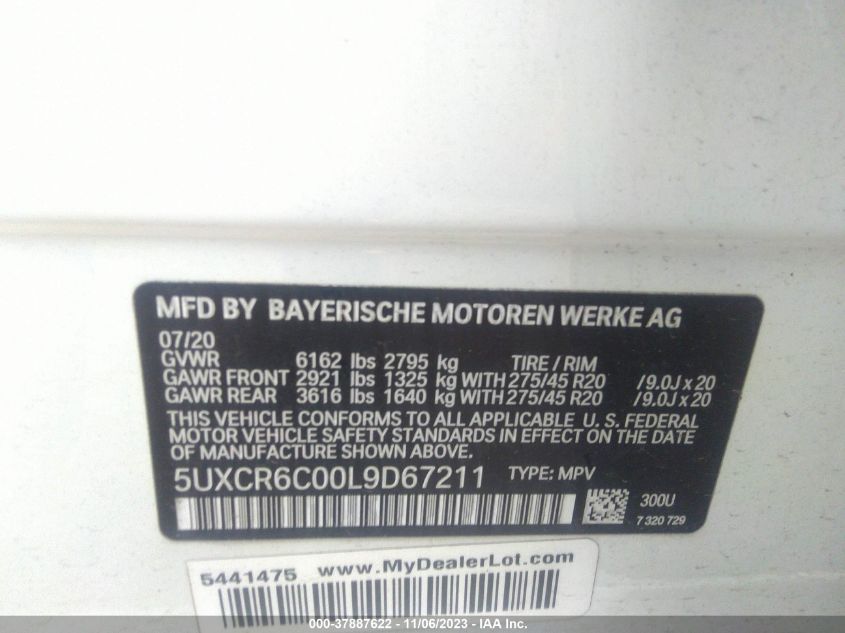 MFD BY BAYERISCHE MOTOREN WERKE AG
07/20
GVWR 6162 lbs 2795 kg TIRE / RIM
GAWR FRONT 2921 lbs 1325 kg WITH 275/45 R20 /9.0J x 20
GAWR REAR 3616 lbs 1640 kg WITH 275/45 R20 /9.0J x 20
THIS VEHICLE CONFORMS TO ALL APPLICABLE U. S. FEDERAL
MOTOR VEHICLE SAFETY STANDARDS IN EFFECT ON THE DATE
OF MANUFACTURE SHOWN ABOVE.
5UXCR6C00L9D67211 TYPE: MPV
300U
7 320 729
5441475 www.MyDealerLot.com
000-37887622 - 11/06/2023 - IAA Inc.